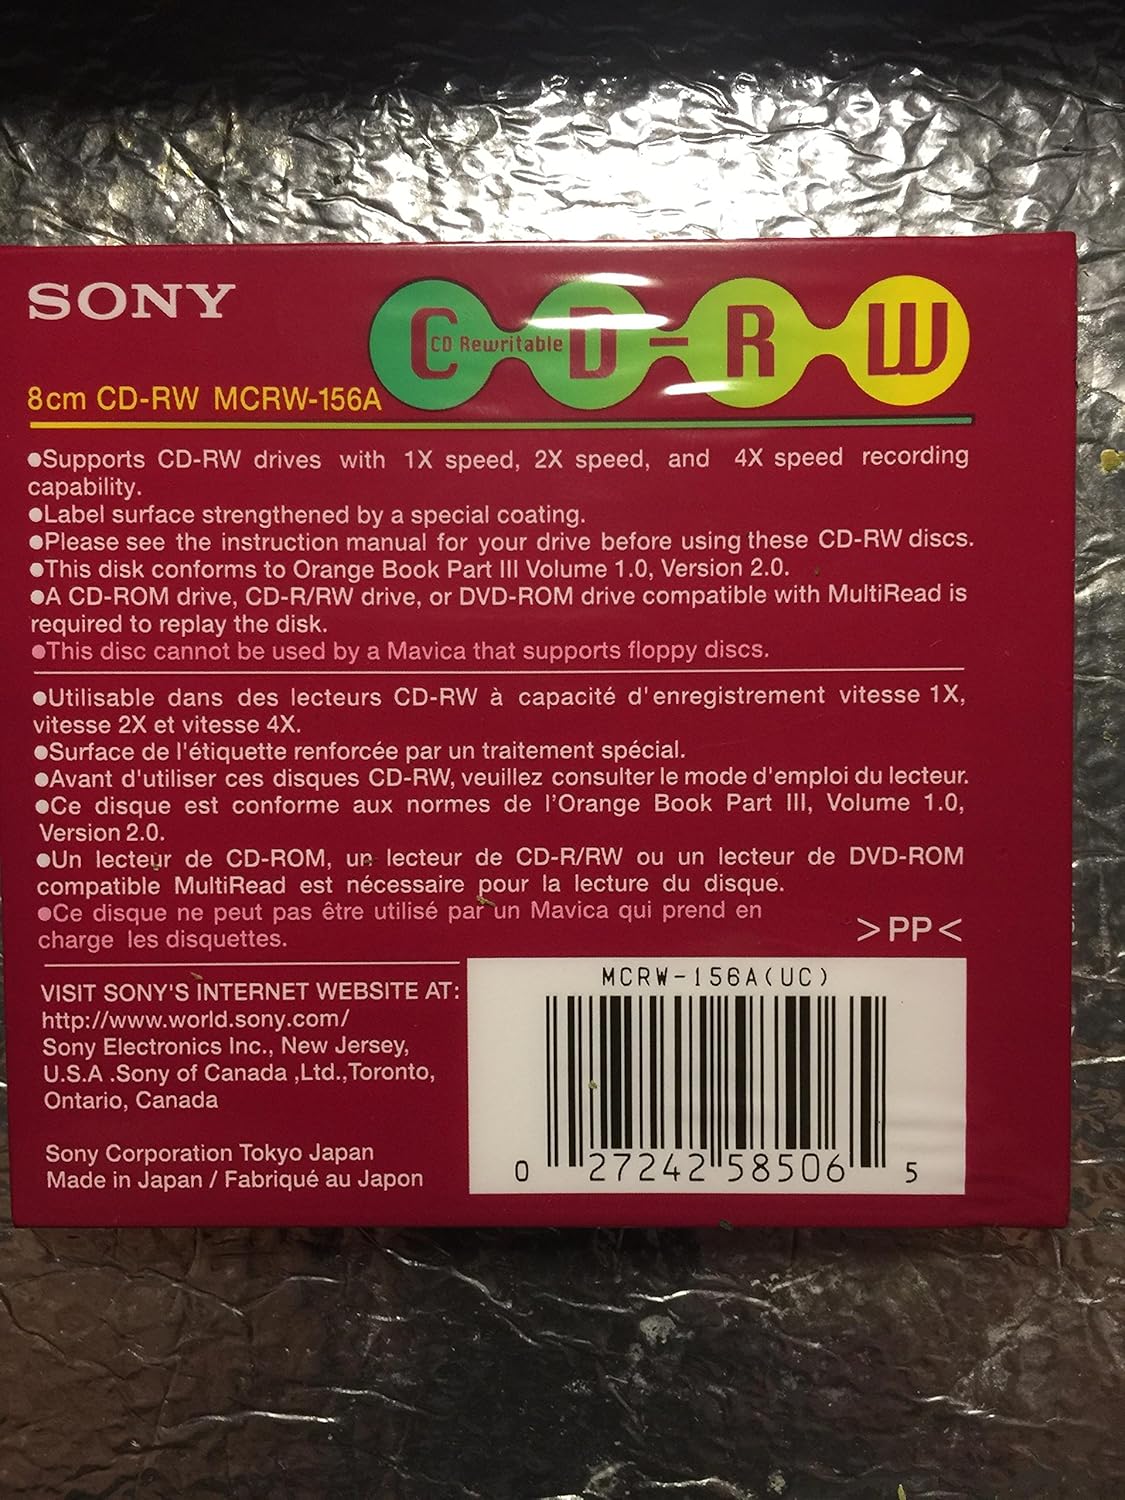 SONY
CD-RW
CD Rewritable
8cm CD-RW MCRW-156A
●Supports CD-RW drives with 1X speed, 2X speed, and 4X speed recording
capability.
●Label surface strengthened by a special coating.
●Please see the instruction manual for your drive before using these CD-RW discs.
●This disk conforms to Orange Book Part III Volume 1.0, Version 2.0.
●A CD-ROM drive, CD-R/RW drive, or DVD-ROM drive compatible with MultiRead is
required to replay the disk.
●This disc cannot be used by a Mavica that supports floppy discs.
●Utilisable dans des lecteurs CD-RW à capacité d'enregistrement vitesse 1X,
vitesse 2X et vitesse 4X.
●Surface de l'étiquette renforcée par un traitement spécial.
●Avant d'utiliser ces disques CD-RW, veuillez consulter le mode d'emploi du lecteur.
●Ce disque est conforme aux normes de l'Orange Book Part III, Volume 1.0,
Version 2.0.
●Un lecteur de CD-ROM, un lecteur de CD-R/RW ou un lecteur de DVD-ROM
compatible MultiRead est nécessaire pour la lecture du disque.
●Ce disque ne peut pas être utilisé par un Mavica qui prend en
charge les disquettes.
>PP<
VISIT SONY'S INTERNET WEBSITE AT:
http://www.world.sony.com/
Sony Electronics Inc., New Jersey,
U.S.A .Sony of Canada ,Ltd.,Toronto,
Ontario, Canada
Sony Corporation Tokyo Japan
Made in Japan / Fabriqué au Japon
MCRW-156A(UC)
0 27242 58506 5